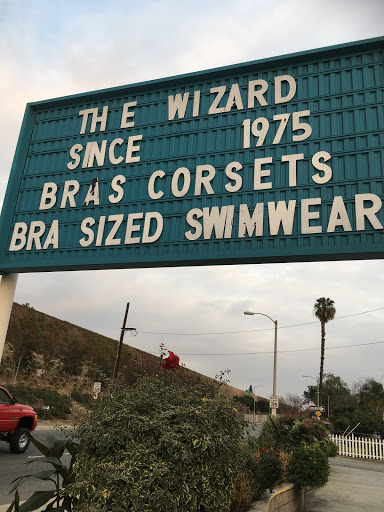 THE WIZARD
SINCE 1975
BRAS CORSETS
BRA SIZED SWIMWEAR